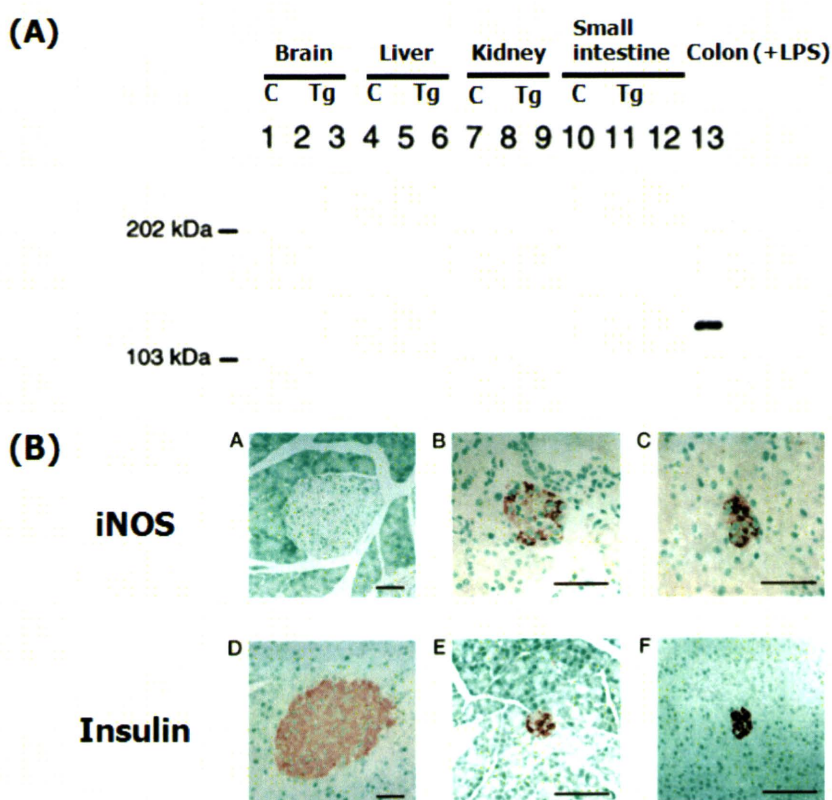 (A)
Brain Liver Kidney Small intestine Colon (+LPS)
C Tg C Tg C Tg C Tg
1 2 3 4 5 6 7 8 9 10 11 12 13
202 kDa
103 kDa
(B)
A B C
iNOS
D E F
Insulin